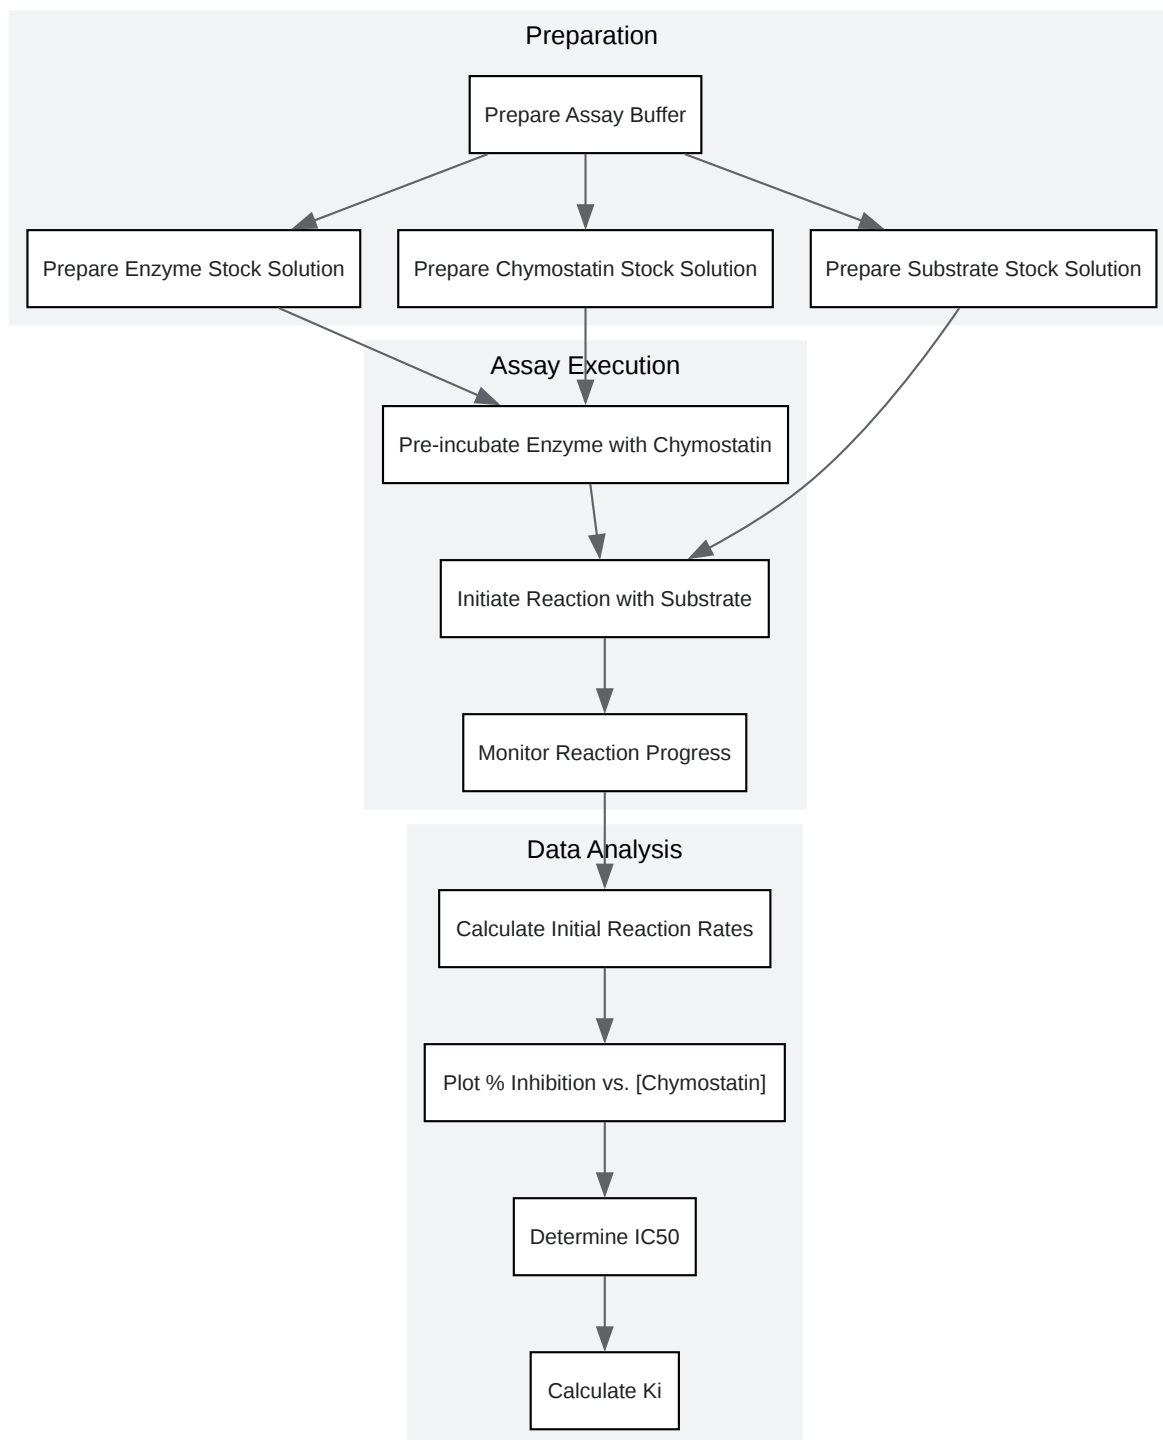 Preparation
Prepare Assay Buffer
Prepare Enzyme Stock Solution
Prepare Chymostatin Stock Solution
Prepare Substrate Stock Solution
Assay Execution
Pre-incubate Enzyme with Chymostatin
Initiate Reaction with Substrate
Monitor Reaction Progress
Data Analysis
Calculate Initial Reaction Rates
Plot % Inhibition vs. [Chymostatin]
Determine IC50
Calculate Ki